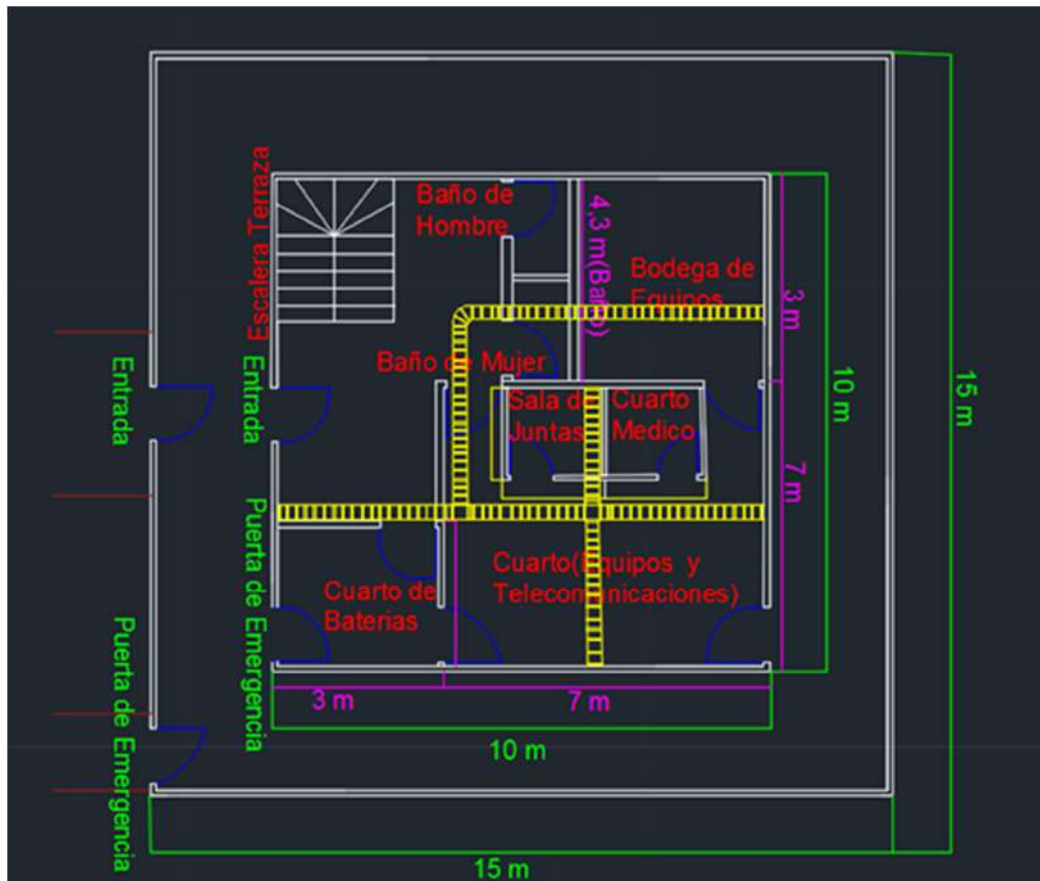 Escalera Terraza
Baño de
Hombre
4,3 m(Baño)
Bodega de
Equipos
3 m
Entrada
Entrada
Baño de Mujer
10 m
15 m
Sala de
Juntas
Cuarto
Medico
7 m
Puerta de Emergencia
Cuarto(Equipos y
Telecomunicaciones)
Cuarto de
Baterias
Puerta de Emergencia
3 m
7 m
10 m
15 m